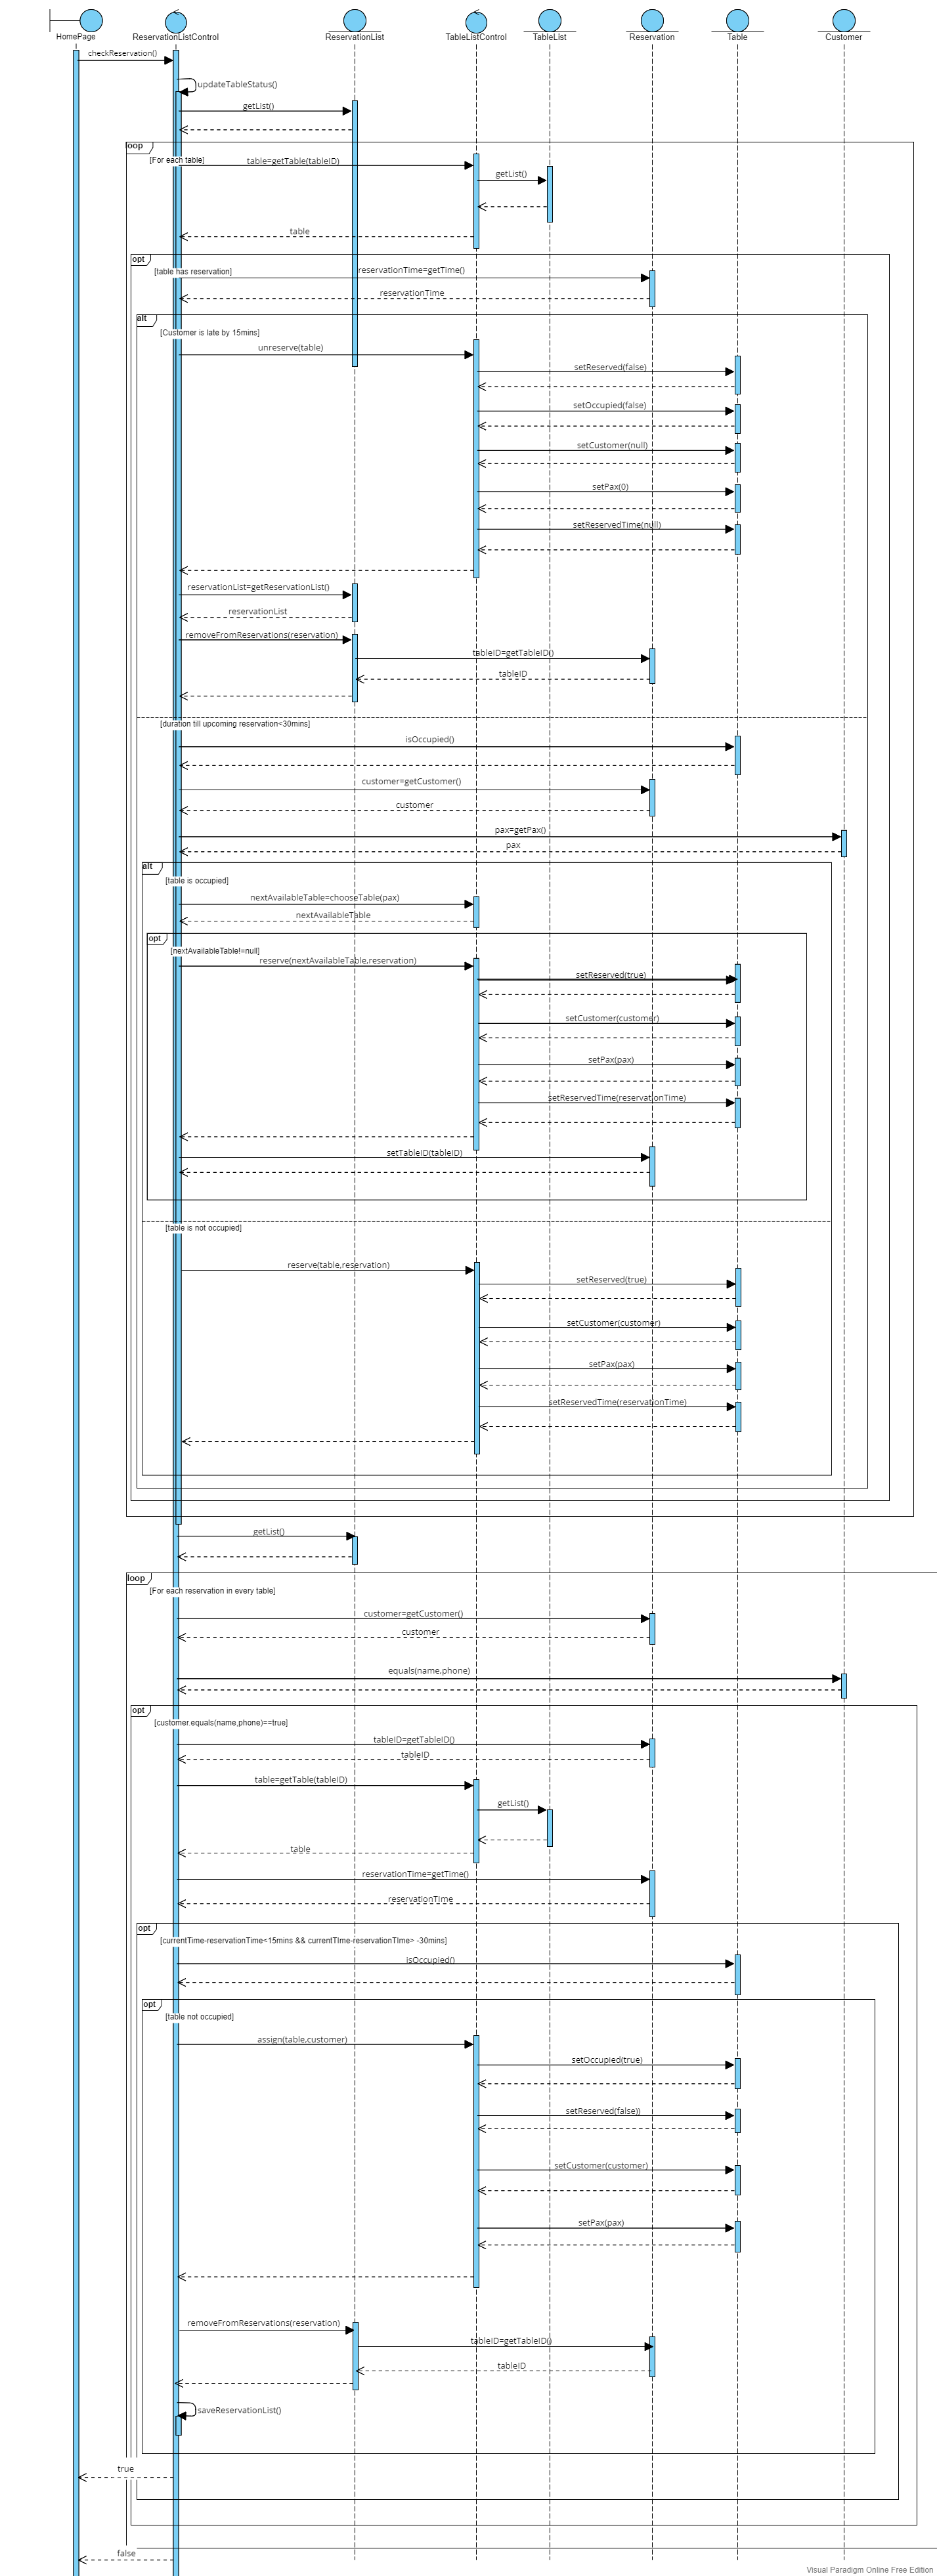 HomePage
ReservationListControl
ReservationList
TableListControl
TableList
Reservation
Table
Customer
checkReservation()
updateTableStatus()
getList()
loop
[For each table]
table=getTable(tableID)
getList()
table
opt
[table has reservation]
reservationTime=getTime()
reservationTime
alt
[Customer is late by 15mins]
unreserve(table)
setReserved(false)
setOccupied(false)
setCustomer(null)
setPax(0)
setReservedTime(null)
reservationList=getReservationList()
reservationList
removeFromReservations(reservation)
tableID=getTableID()
tableID
[duration till upcoming reservation<30mins]
isOccupied()
customer=getCustomer()
customer
pax=getPax()
pax
alt
[table is occupied]
nextAvailableTable=chooseTable(pax)
nextAvailableTable
opt
[nextAvailableTable!=null]
reserve(nextAvailableTable,reservation)
setReserved(true)
setCustomer(customer)
setPax(pax)
setReservedTime(reservationTime)
setTableID(tableID)
[table is not occupied]
reserve(table,reservation)
setReserved(true)
setCustomer(customer)
setPax(pax)
setReservedTime(reservationTime)
getList()
loop
[For each reservation in every table]
customer=getCustomer()
customer
equals(name,phone)
opt
[customer.equals(name,phone)==true]
tableID=getTableID()
tableID
table=getTable(tableID)
getList()
table
reservationTime=getTime()
reservationTIme
opt
[currentTime-reservationTime<15mins && currentTIme-reservationTIme> -30mins]
isOccupied()
opt
[table not occupied]
assign(table,customer)
setOccupied(true)
setReserved(false))
setCustomer(customer)
setPax(pax)
removeFromReservations(reservation)
tableID=getTableID()
tableID
saveReservationList()
true
false
Visual Paradigm Online Free Edition